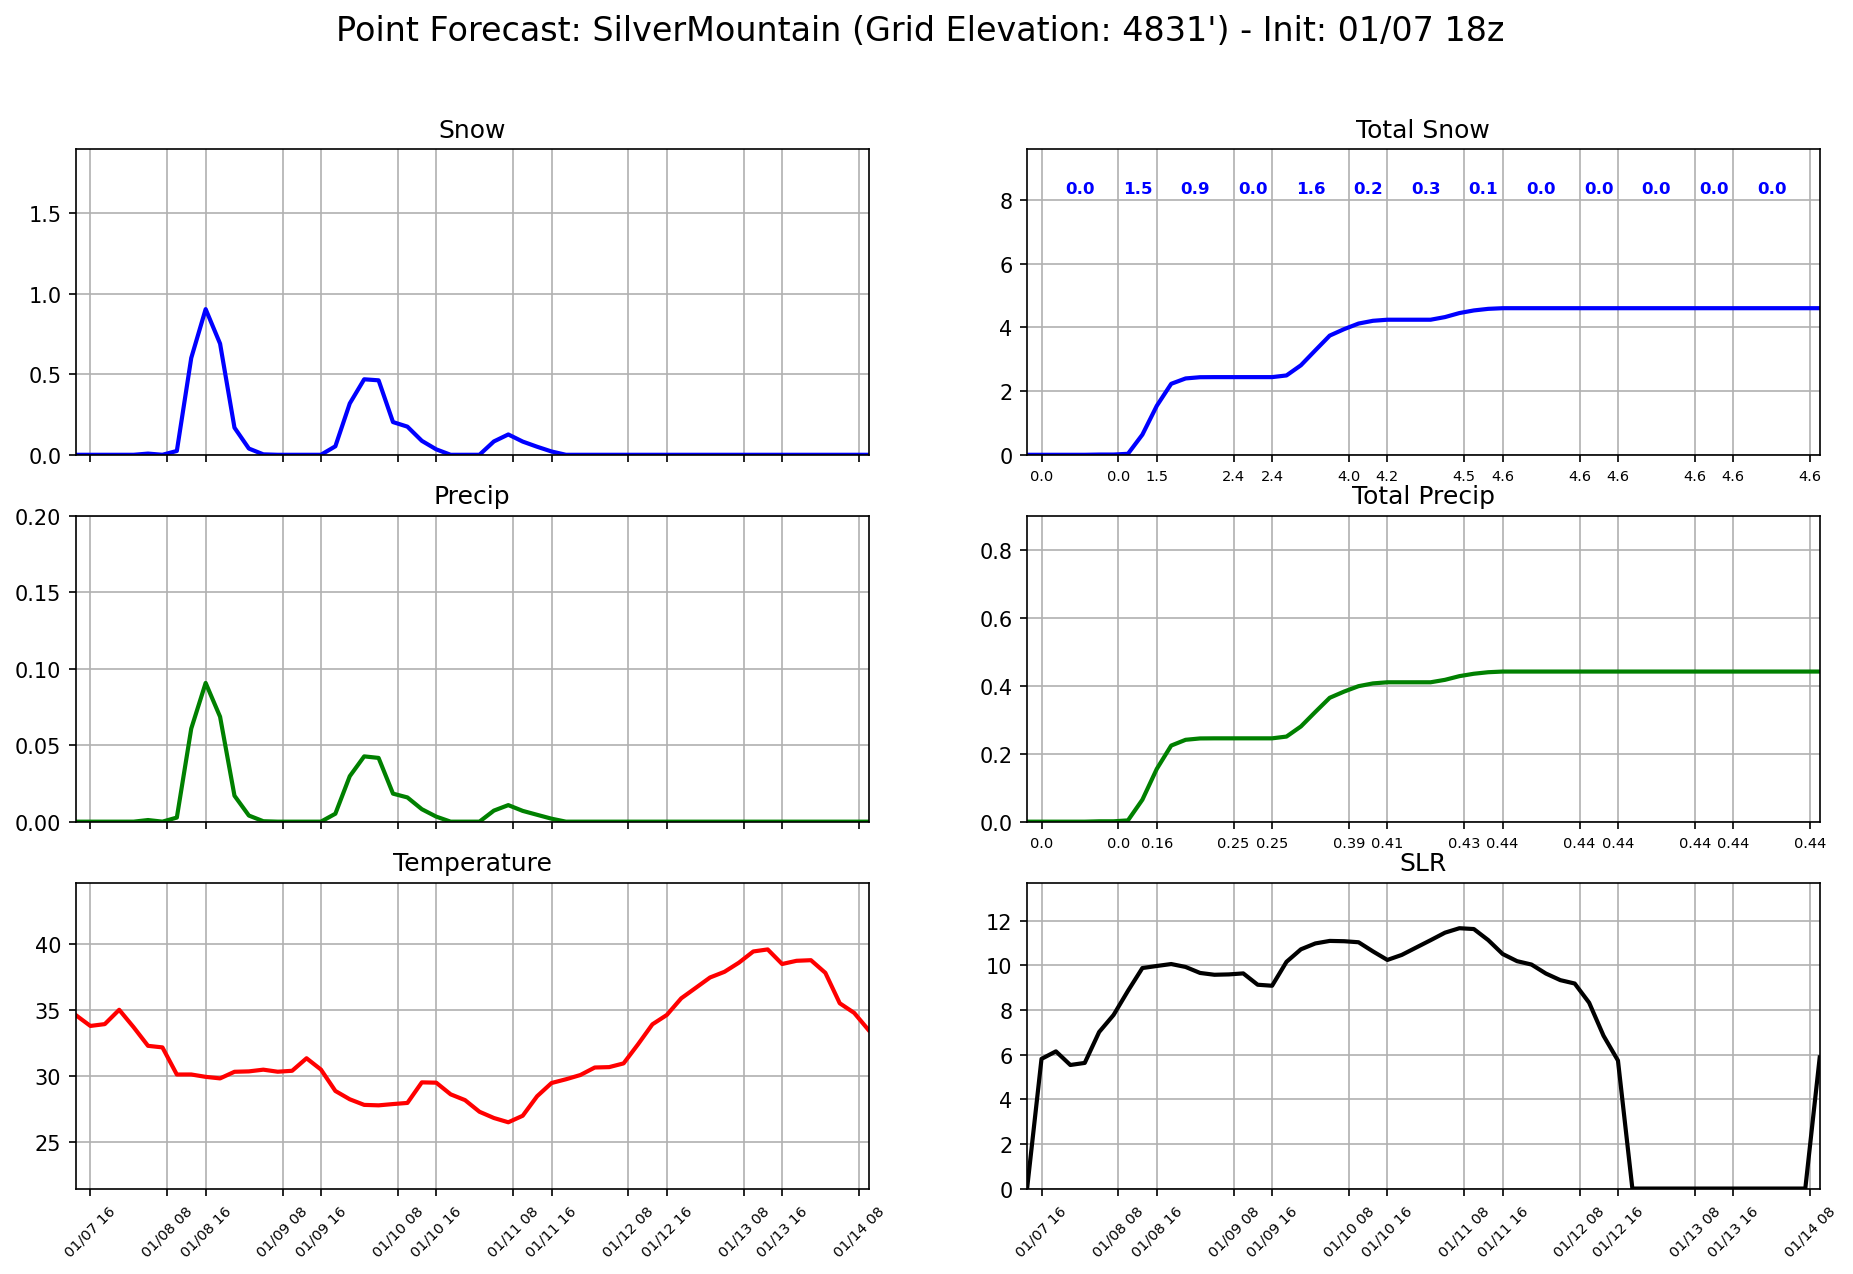 Point Forecast: SilverMountain (Grid Elevation: 4831') - Init: 01/07 18z
Snow
1.5
1.0
0.5
0.0
Total Snow
0.0 1.5 0.9 0.0 1.6 0.2 0.3 0.1 0.0 0.0 0.0 0.0 0.0
8
6
4
2
0
0.0 0.0 1.5 2.4 2.4 4.0 4.2 4.5 4.6 4.6 4.6 4.6 4.6 4.6
Precip
0.20
0.15
0.10
0.05
0.00
Total Precip
0.8
0.6
0.4
0.2
0.0
0.0 0.0 0.16 0.25 0.25 0.39 0.41 0.43 0.44 0.44 0.44 0.44 0.44 0.44
Temperature
40
35
30
25
01/07 16 01/08 08 01/08 16 01/09 08 01/09 16 01/10 08 01/10 16 01/11 08 01/11 16 01/12 08 01/12 16 01/13 08 01/13 16 01/14 08
SLR
12
10
8
6
4
2
0
01/07 16 01/08 08 01/08 16 01/09 08 01/09 16 01/10 08 01/10 16 01/11 08 01/11 16 01/12 08 01/12 16 01/13 08 01/13 16 01/14 08